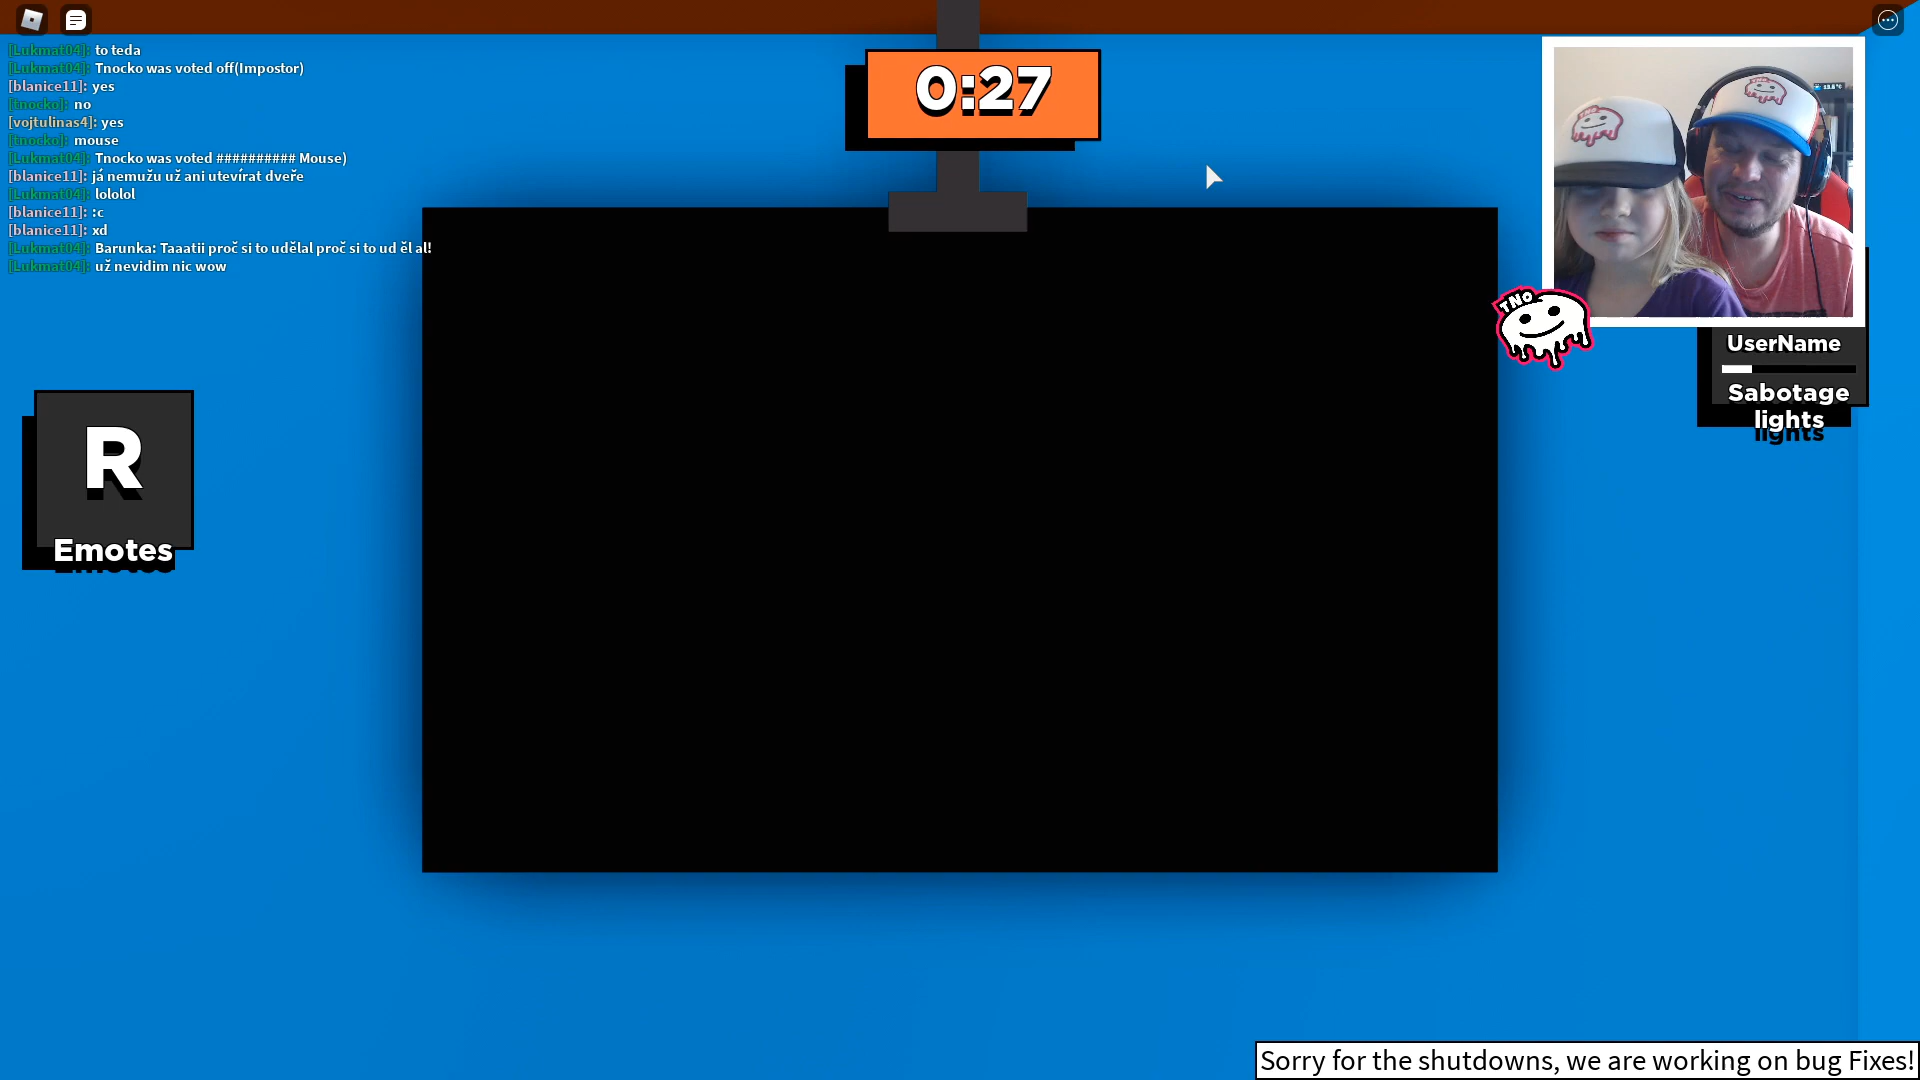 [Lukmat04]: to teda
[Lukmat04]: Tnocko was voted off(Impostor)
[blanice11]: yes
[tnocko]: no
[vojtulinas4]: yes
[tnocko]: mouse
[Lukmat04]: Tnocko was voted ########## Mouse)
[blanice11]: já nemužu už ani utevírat dveře
[Lukmat04]: lololol
[blanice11]: :c
[blanice11]: xd
[Lukmat04]: Barunka: Taaatii proč si to udělal proč si to ud ěl al!
[Lukmat04]: už nevidim nic wow
0:27
TNO
UserName
Sabotage
lights
R
Emotes
Sorry for the shutdowns, we are working on bug Fixes!